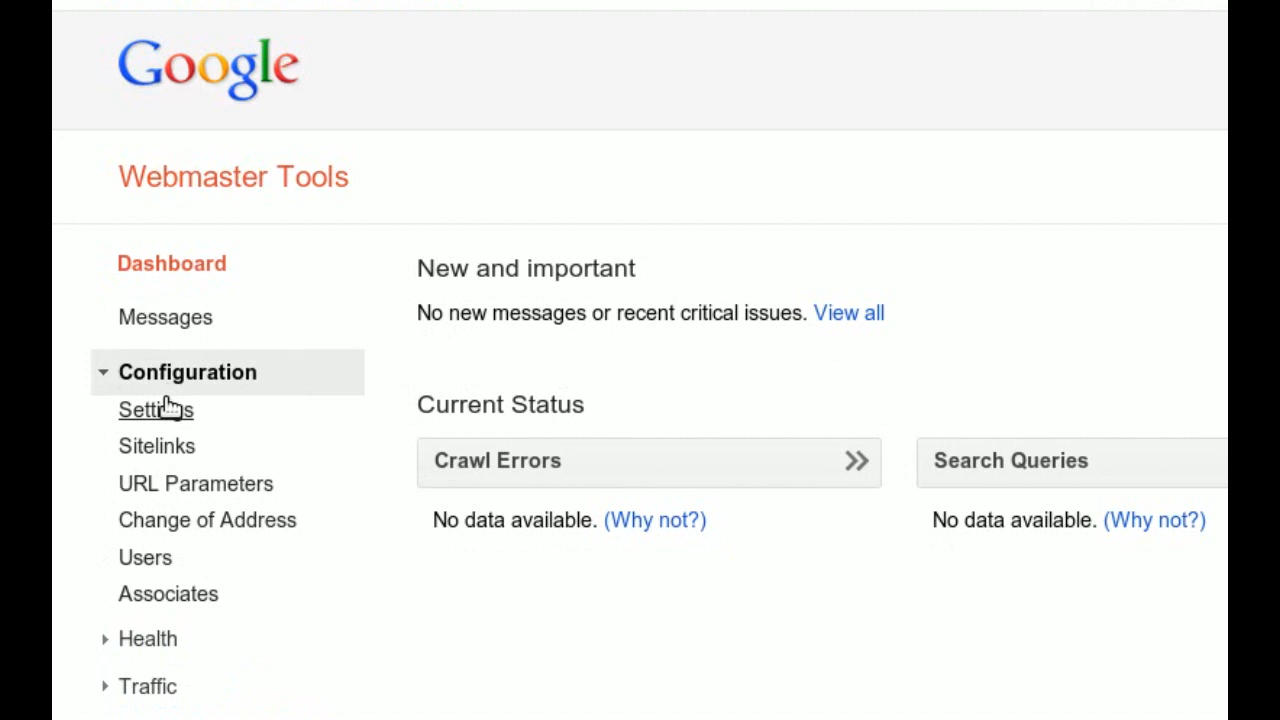 Google
Webmaster Tools
Dashboard
Messages
Configuration
Settings
Sitelinks
URL Parameters
Change of Address
Users
Associates
Health
Traffic
New and important
No new messages or recent critical issues. View all
Current Status
Crawl Errors
No data available. (Why not?)
Search Queries
No data available. (Why not?)